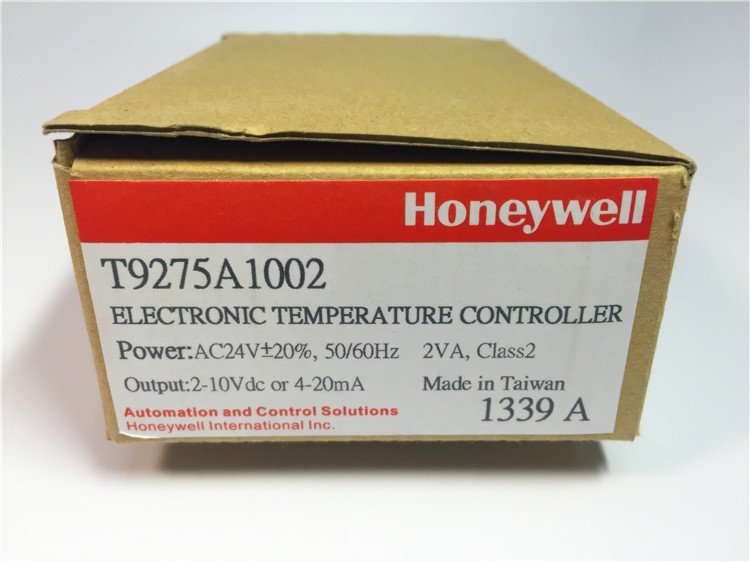 Honeywell
T9275A1002
ELECTRONIC TEMPERATURE CONTROLLER
Power:AC24V±20%, 50/60Hz 2VA, Class2
Output:2-10Vdc or 4-20mA Made in Taiwan
Automation and Control Solutions 1339 A
Honeywell International Inc.